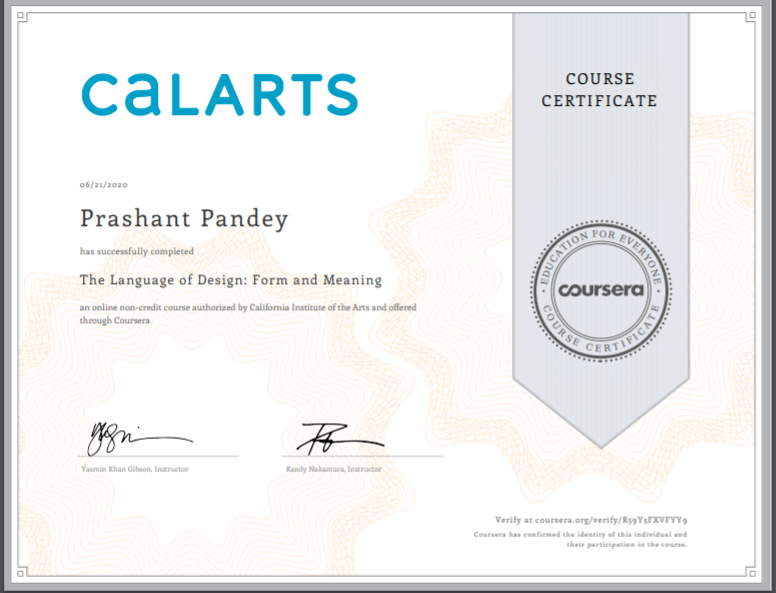 CaLARTS
COURSE
CERTIFICATE
06/21/2020
Prashant Pandey
has successfully completed
The Language of Design: Form and Meaning
an online non-credit course authorized by California Institute of the Arts and offered
through Coursera
EDUCATION FOR EVERYONE
coursera
COURSE CERTIFICATE
Yasmin Khan Gibson, Instructor
Randy Nakamura, Instructor
Verify at coursera.org/verify/R59Y5FXVFYY9
Coursera has confirmed the identity of this individual and
their participation in the course.